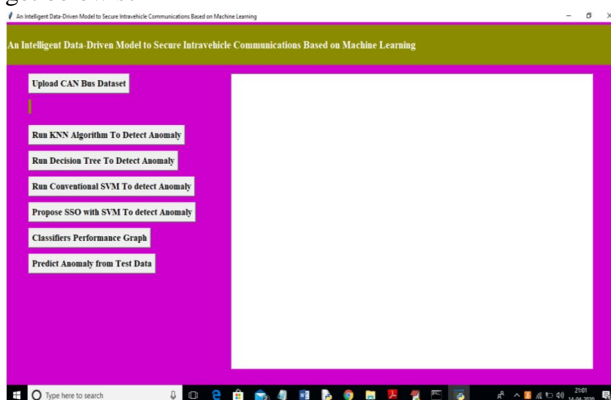 An Intelligent Data-Driven Model to Secure Intravehicle Communications Based on Machine Learning
An Intelligent Data-Driven Model to Secure Intravehicle Communications Based on Machine Learning
Upload CAN Bus Dataset
Run KNN Algorithm To Detect Anomaly
Run Decision Tree To Detect Anomaly
Run Conventional SVM To detect Anomaly
Propose SSO with SVM To detect Anomaly
Classifiers Performance Graph
Predict Anomaly from Test Data
Type here to search
21:01
14-04-2020